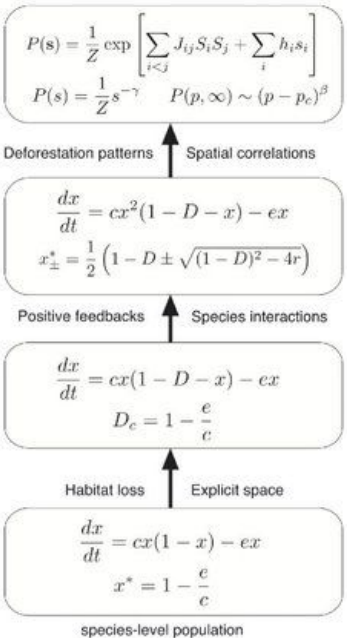 P(s) = 1/Z exp [ ∑_{i<j} J_{ij} S_i S_j + ∑_i h_i s_i ]
P(s) = 1/Z s^{-γ}    P(p, ∞) ∼ (p − p_c)^β
Deforestation patterns    Spatial correlations
dx/dt = cx²(1 − D − x) − ex
x*_± = 1/2 (1 − D ± √((1 − D)² − 4r))
Positive feedbacks    Species interactions
dx/dt = cx(1 − D − x) − ex
D_c = 1 − e/c
Habitat loss    Explicit space
dx/dt = cx(1 − x) − ex
x* = 1 − e/c
species-level population